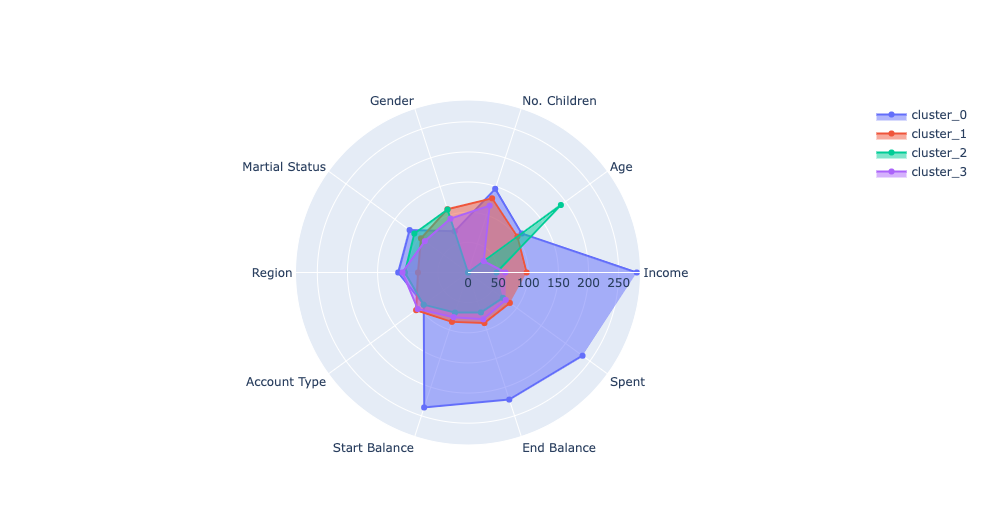 Gender
No. Children
Martial Status
Age
Region
Income
0 50 100 150 200 250
Account Type
Spent
Start Balance
End Balance
cluster_0
cluster_1
cluster_2
cluster_3